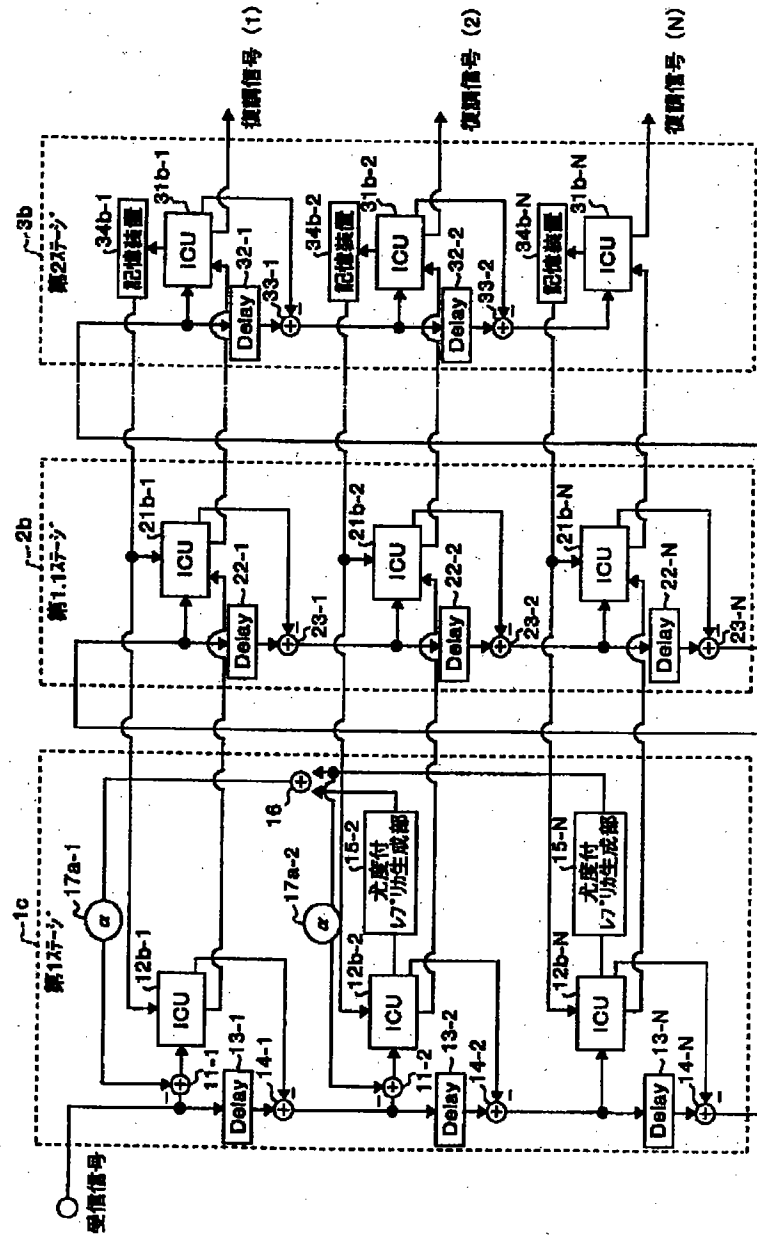 受信信号
第1ステージ
1c
17a-1
α
12b-1
ICU
11-1
Delay
13-1
14-1
16
17a-2
α
15-2
尤度付
レプリカ生成部
12b-2
ICU
11-2
Delay
13-2
14-2
15-N
尤度付
レプリカ生成部
12b-N
ICU
Delay
13-N
14-N
第1.1ステージ
2b
21b-1
ICU
Delay
22-1
23-1
21b-2
ICU
Delay
22-2
23-2
21b-N
ICU
Delay
22-N
23-N
第2ステージ
3b
34b-1
記憶装置
31b-1
ICU
Delay
32-1
33-1
復調信号 (1)
34b-2
記憶装置
31b-2
ICU
Delay
32-2
33-2
復調信号 (2)
34b-N
記憶装置
31b-N
ICU
復調信号 (N)